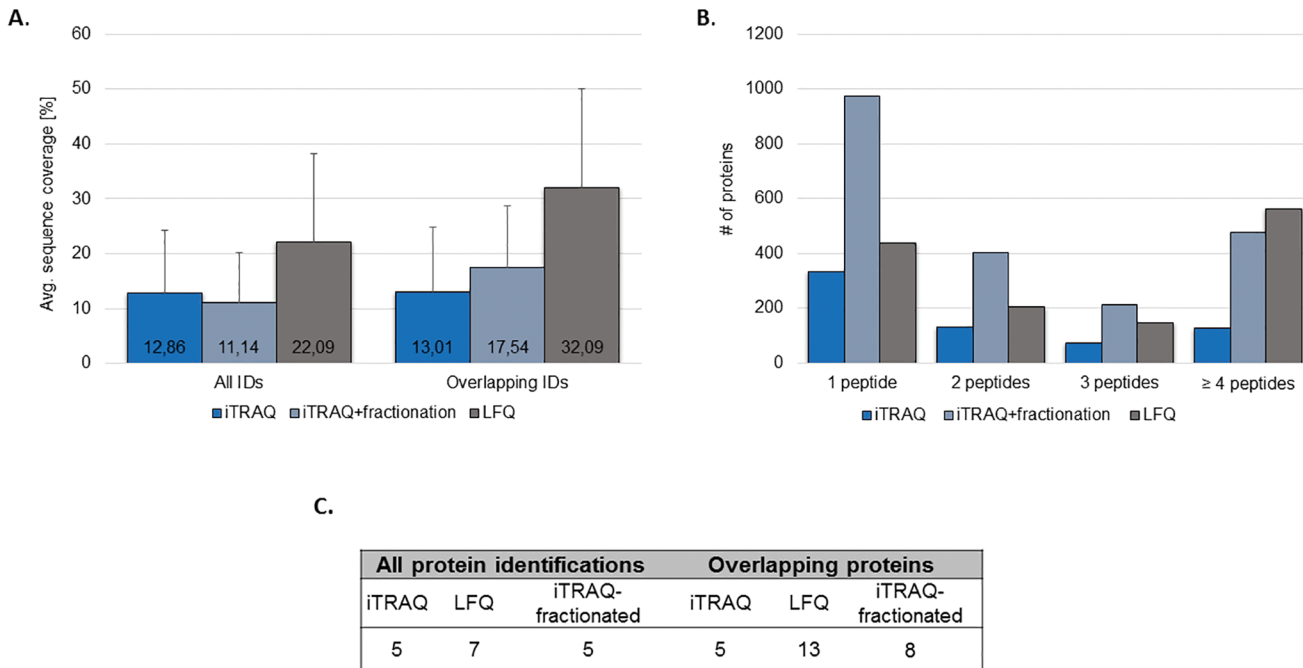 A.
60
50
40
30
20
10
0
Avg. sequence coverage [%]
12,86 11,14 22,09 13,01 17,54 32,09
All IDs Overlapping IDs
iTRAQ iTRAQ+fractionation LFQ
B.
1200
1000
800
600
400
200
0
# of proteins
1 peptide 2 peptides 3 peptides ≥ 4 peptides
iTRAQ iTRAQ+fractionation LFQ
C.
All protein identifications Overlapping proteins
iTRAQ LFQ iTRAQ- iTRAQ LFQ iTRAQ-
fractionated fractionated
5 7 5 5 13 8